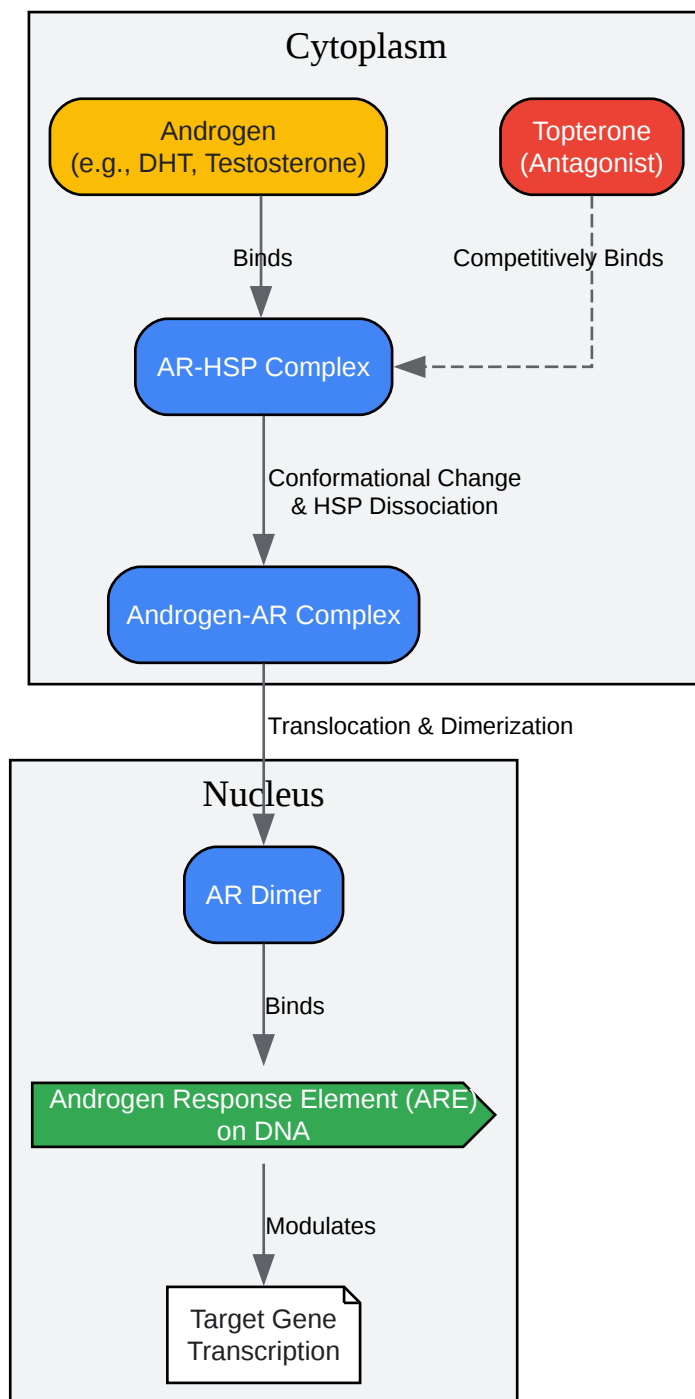 Cytoplasm
Androgen
(e.g., DHT, Testosterone)
Topterone
(Antagonist)
Binds
Competitively Binds
AR-HSP Complex
Conformational Change
& HSP Dissociation
Androgen-AR Complex
Translocation & Dimerization
Nucleus
AR Dimer
Binds
Androgen Response Element (ARE)
on DNA
Modulates
Target Gene
Transcription